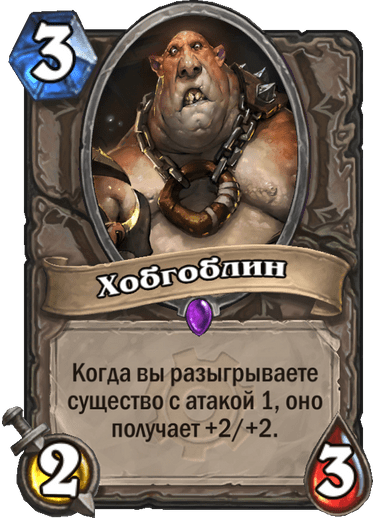 3
Хобгоблин
Когда вы разыгрываете
существо с атакой 1, оно
получает +2/+2.
2
3